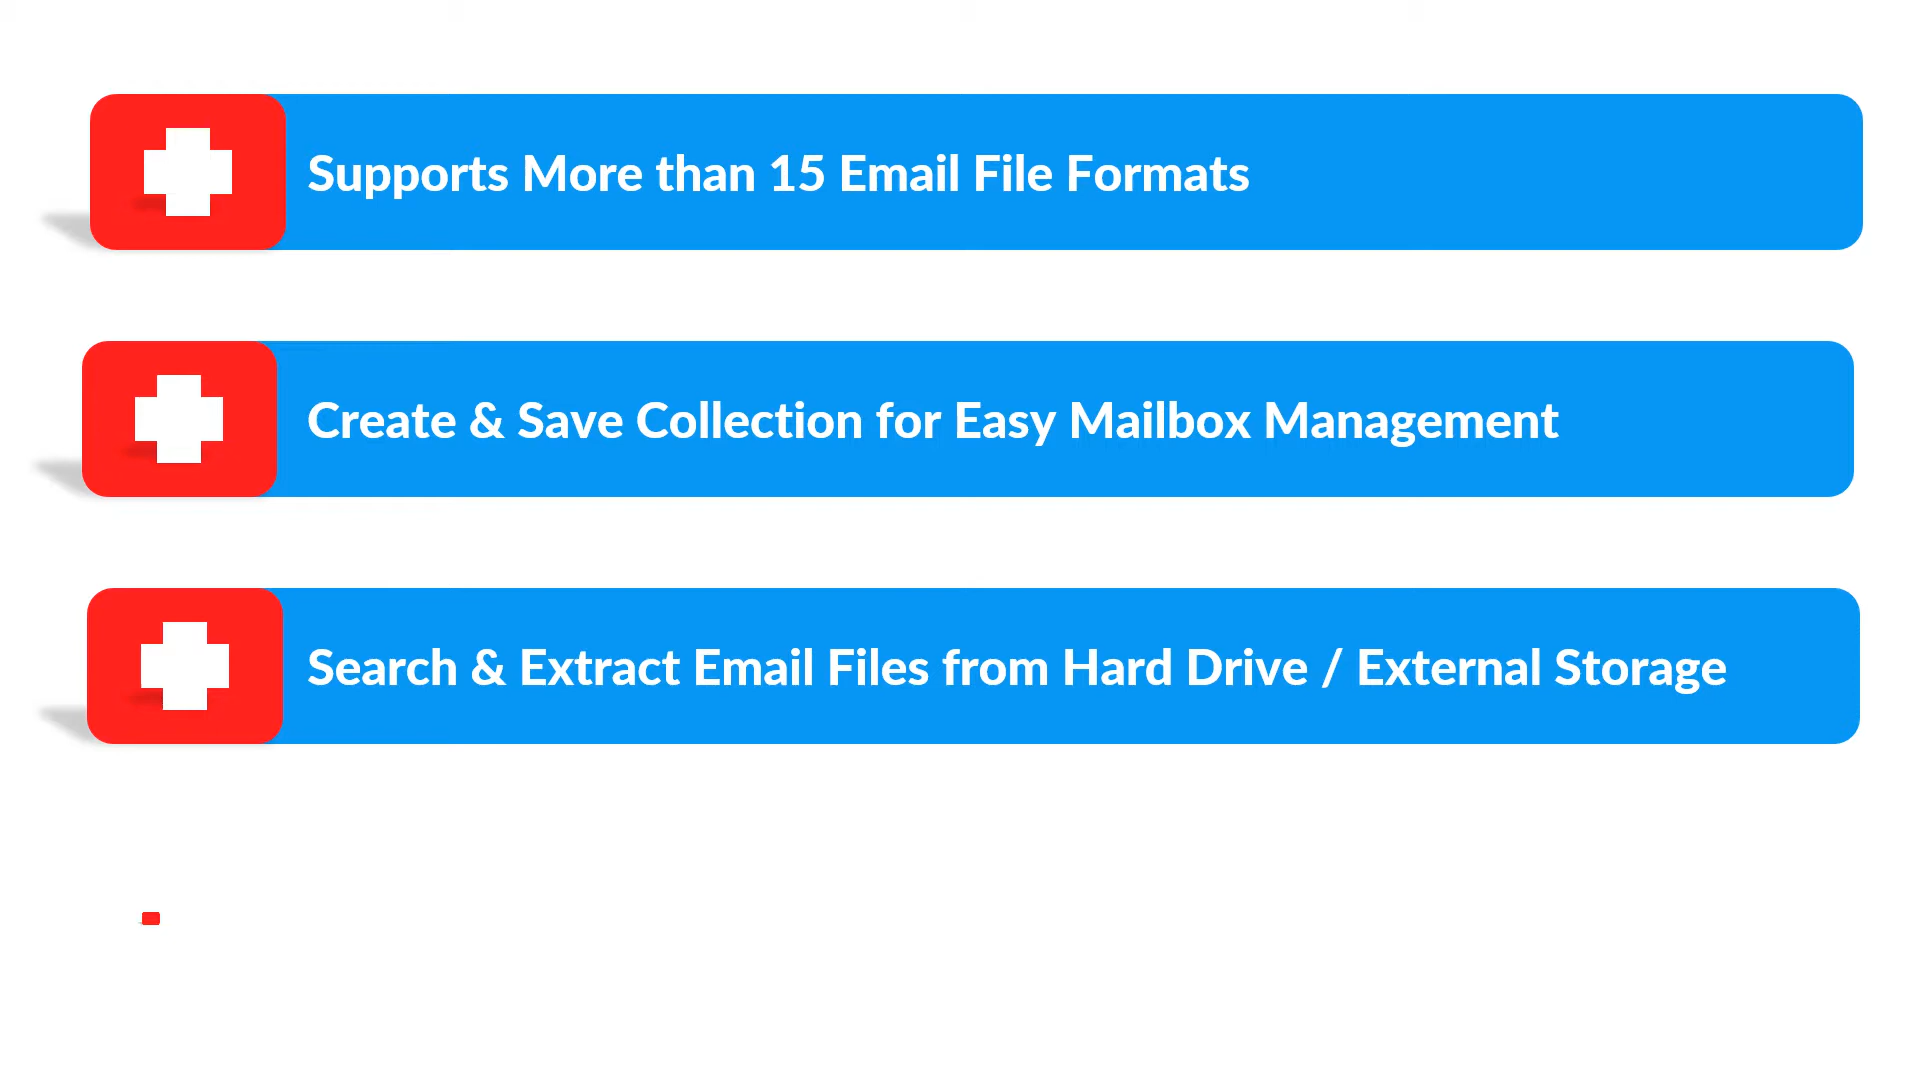 Supports More than 15 Email File Formats
Create & Save Collection for Easy Mailbox Management
Search & Extract Email Files from Hard Drive / External Storage